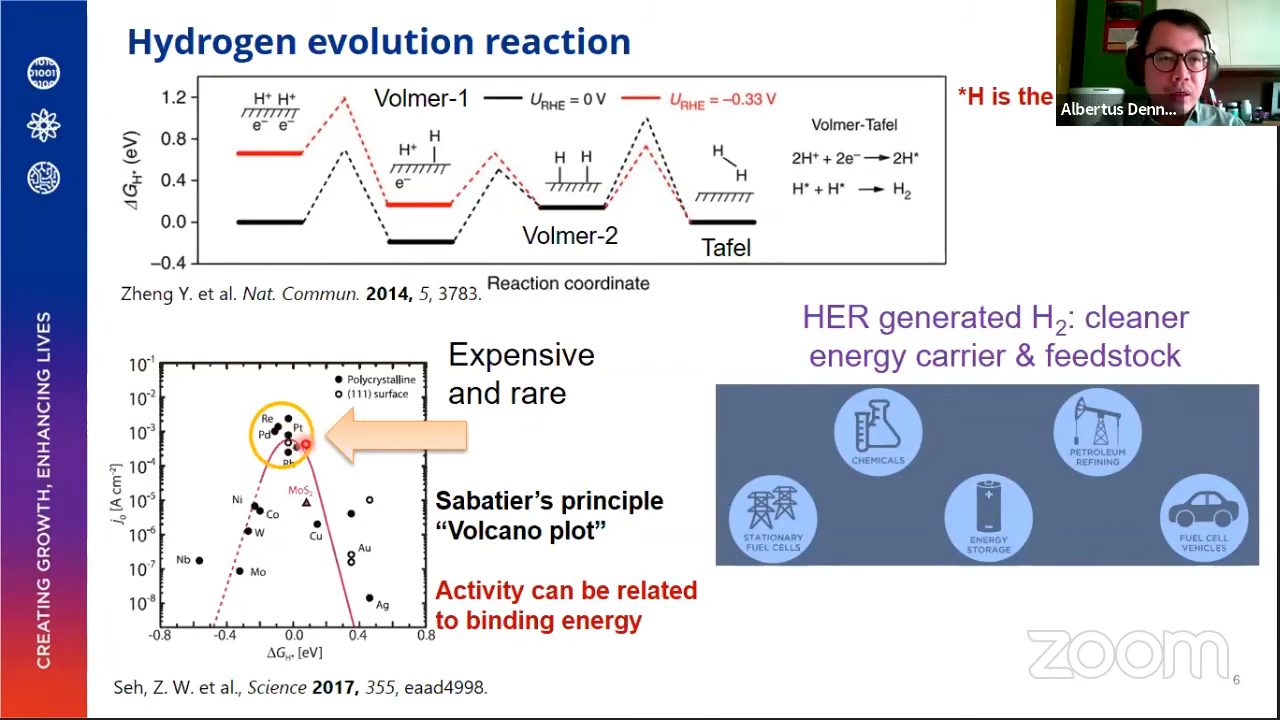 Hydrogen evolution reaction
*H is the
Albertus Denn...
CREATING GROWTH, ENHANCING LIVES
ΔG_H* (eV)
1.2
0.8
0.4
0.0
−0.4
H⁺ H⁺
e⁻ e⁻
Volmer-1
U_RHE = 0 V
U_RHE = −0.33 V
H
H⁺
e⁻
H H
Volmer-2
H
H
Tafel
Volmer-Tafel
2H⁺ + 2e⁻ → 2H*
H* + H* → H₂
Reaction coordinate
Zheng Y. et al. Nat. Commun. 2014, 5, 3783.
HER generated H₂: cleaner
energy carrier & feedstock
CHEMICALS
PETROLEUM
REFINING
STATIONARY
FUEL CELLS
ENERGY
STORAGE
FUEL CELL
VEHICLES
Expensive
and rare
Sabatier’s principle
“Volcano plot”
Activity can be related
to binding energy
j₀ [A cm⁻²]
10⁻¹
10⁻²
10⁻³
10⁻⁴
10⁻⁵
10⁻⁶
10⁻⁷
10⁻⁸
Polycrystalline
(111) surface
Re
Pt
Pd
MoS₂
Ni
Co
W
Cu
Nb
Mo
Au
Ag
-0.8 -0.4 0.0 0.4 0.8
ΔG_H* [eV]
Seh, Z. W. et al., Science 2017, 355, eaad4998.
zoom
6